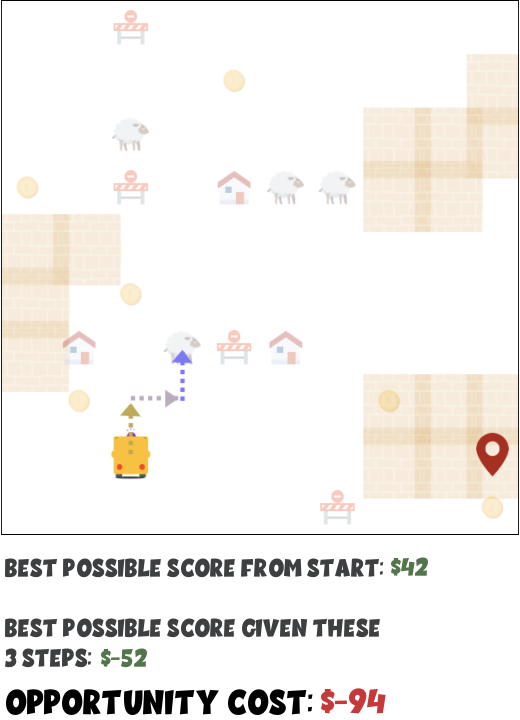 BEST POSSIBLE SCORE FROM START: $42
BEST POSSIBLE SCORE GIVEN THESE
3 STEPS: $-52
OPPORTUNITY COST: $-94